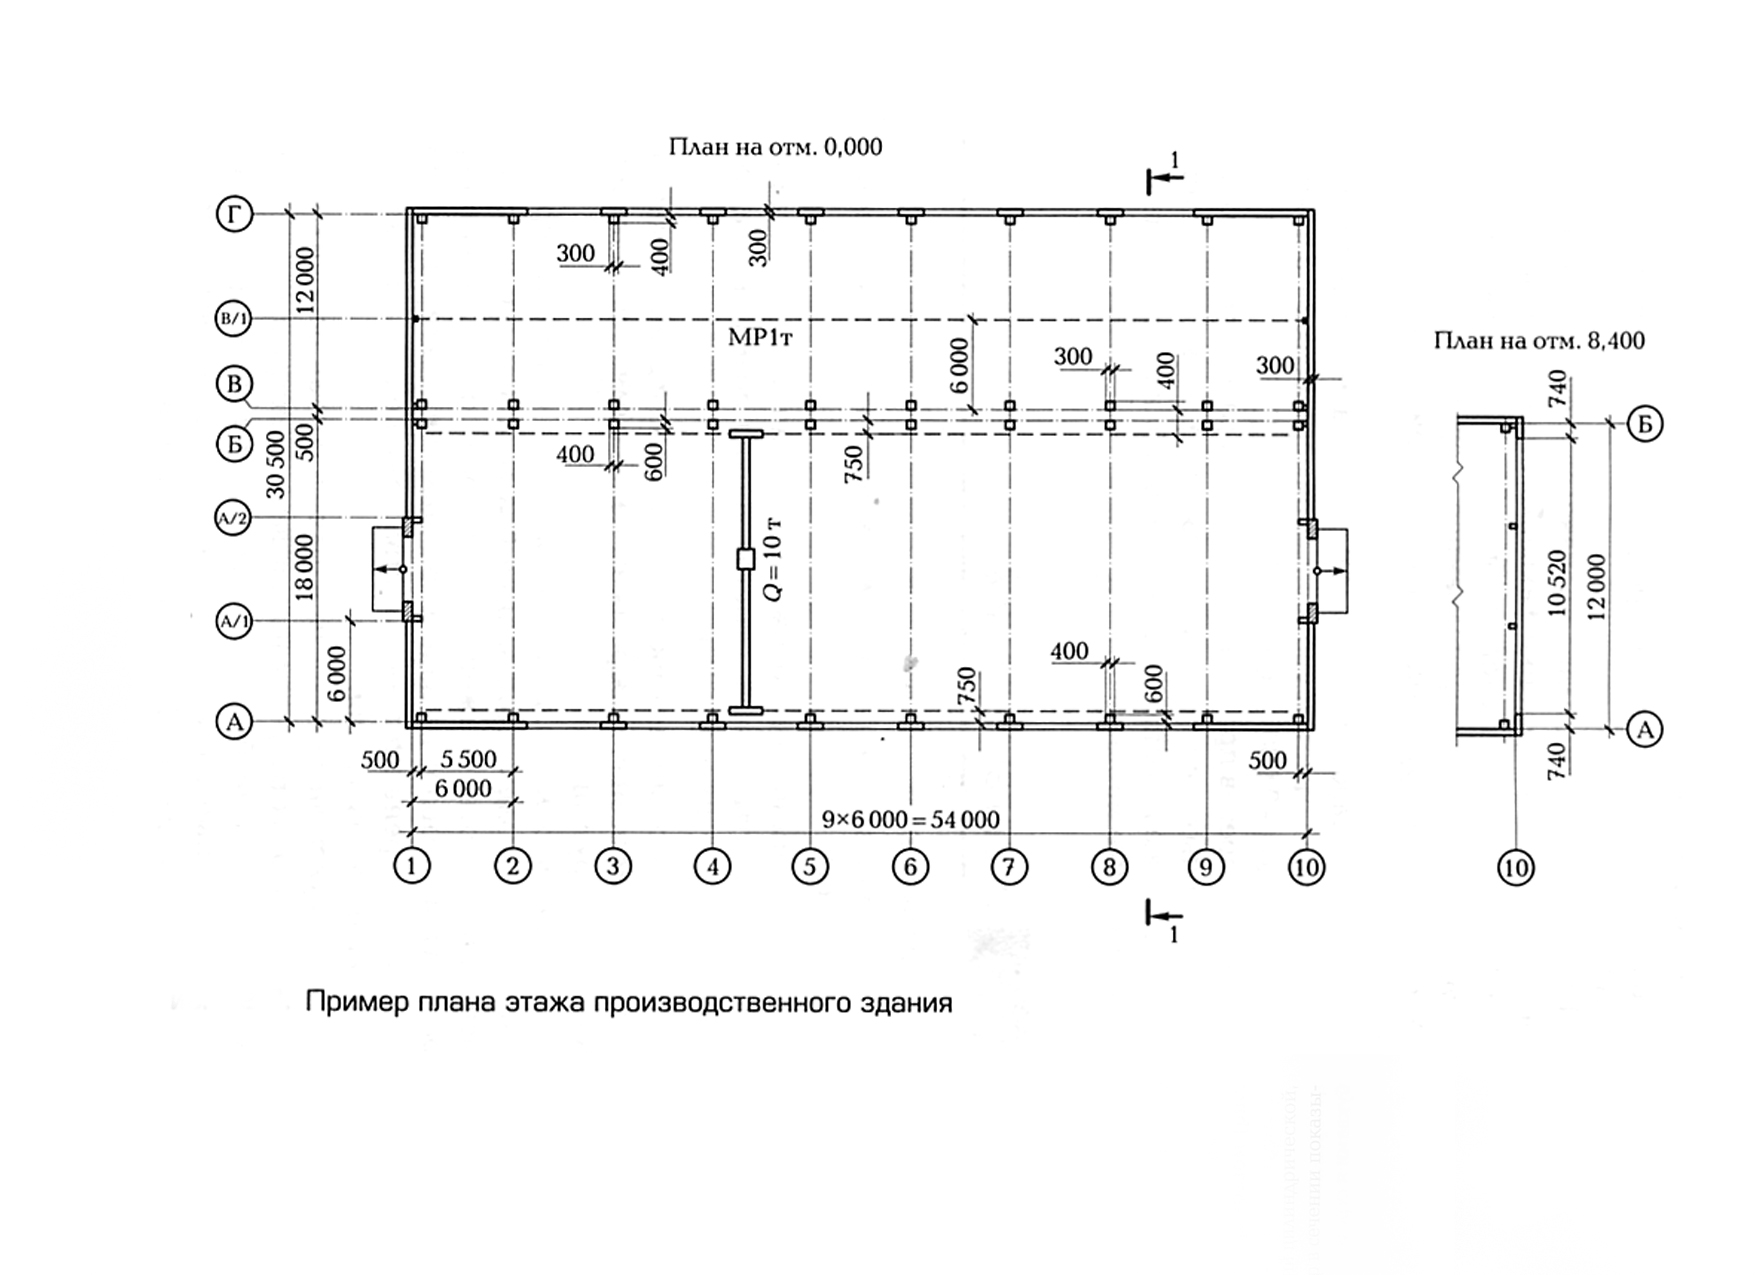 План на отм. 0,000
1
Г
В/1
В
Б
А/2
А/1
А
12 000
500
30 500
18 000
6 000
300
400
300
МР1т
6 000
300
400
300
400
600
750
Q = 10 т
400
750
600
500
5 500
6 000
500
9×6 000 = 54 000
1
2
3
4
5
6
7
8
9
10
1
План на отм. 8,400
740
Б
10 520
12 000
А
740
10
Пример плана этажа производственного здания